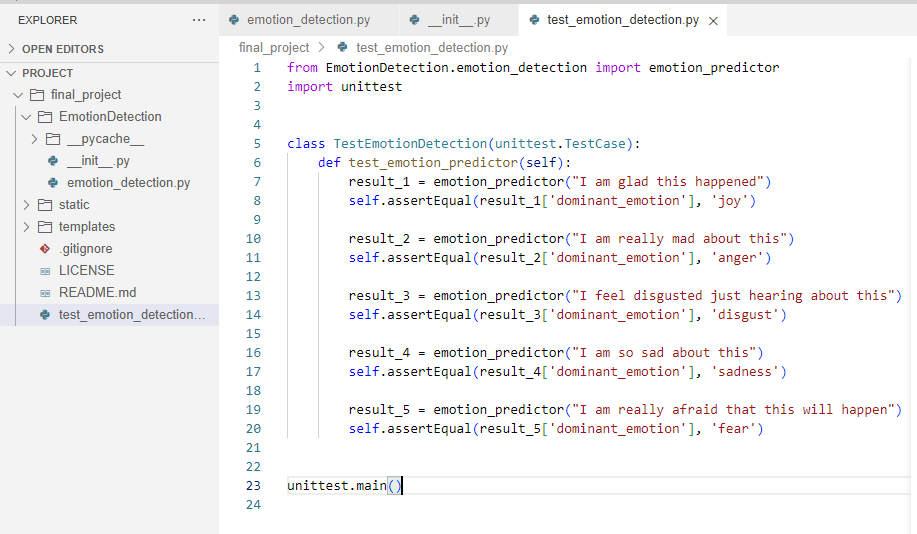 EXPLORER
OPEN EDITORS
PROJECT
final_project
EmotionDetection
__pycache__
__init__.py
emotion_detection.py
static
templates
.gitignore
LICENSE
README.md
test_emotion_detection...
emotion_detection.py
__init__.py
test_emotion_detection.py
final_project > test_emotion_detection.py
1 from EmotionDetection.emotion_detection import emotion_predictor
2 import unittest
3
4
5 class TestEmotionDetection(unittest.TestCase):
6     def test_emotion_predictor(self):
7         result_1 = emotion_predictor("I am glad this happened")
8         self.assertEqual(result_1['dominant_emotion'], 'joy')
9
10         result_2 = emotion_predictor("I am really mad about this")
11         self.assertEqual(result_2['dominant_emotion'], 'anger')
12
13         result_3 = emotion_predictor("I feel disgusted just hearing about this")
14         self.assertEqual(result_3['dominant_emotion'], 'disgust')
15
16         result_4 = emotion_predictor("I am so sad about this")
17         self.assertEqual(result_4['dominant_emotion'], 'sadness')
18
19         result_5 = emotion_predictor("I am really afraid that this will happen")
20         self.assertEqual(result_5['dominant_emotion'], 'fear')
21
22
23 unittest.main()
24